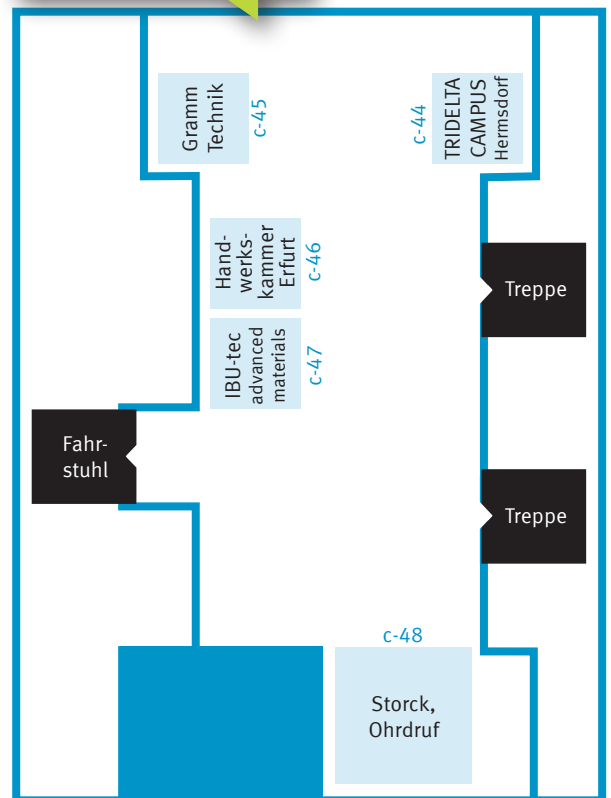 Gramm
Technik
c-45
c-44
TRIDELTA
CAMPUS
Hermsdorf
Hand-
werks-
kammer
Erfurt
c-46
Treppe
IBU-tec
advanced
materials
c-47
Fahr-
stuhl
Treppe
c-48
Storck,
Ohrdruf